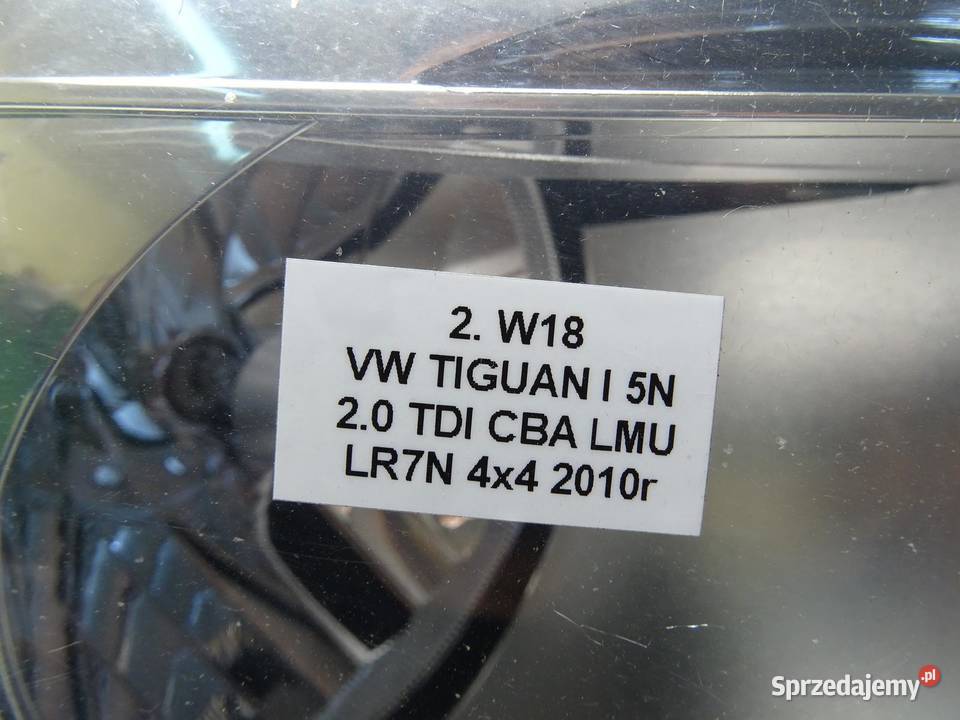 2. W18
VW TIGUAN I 5N
2.0 TDI CBA LMU
LR7N 4x4 2010r
Sprzedajemy.pl